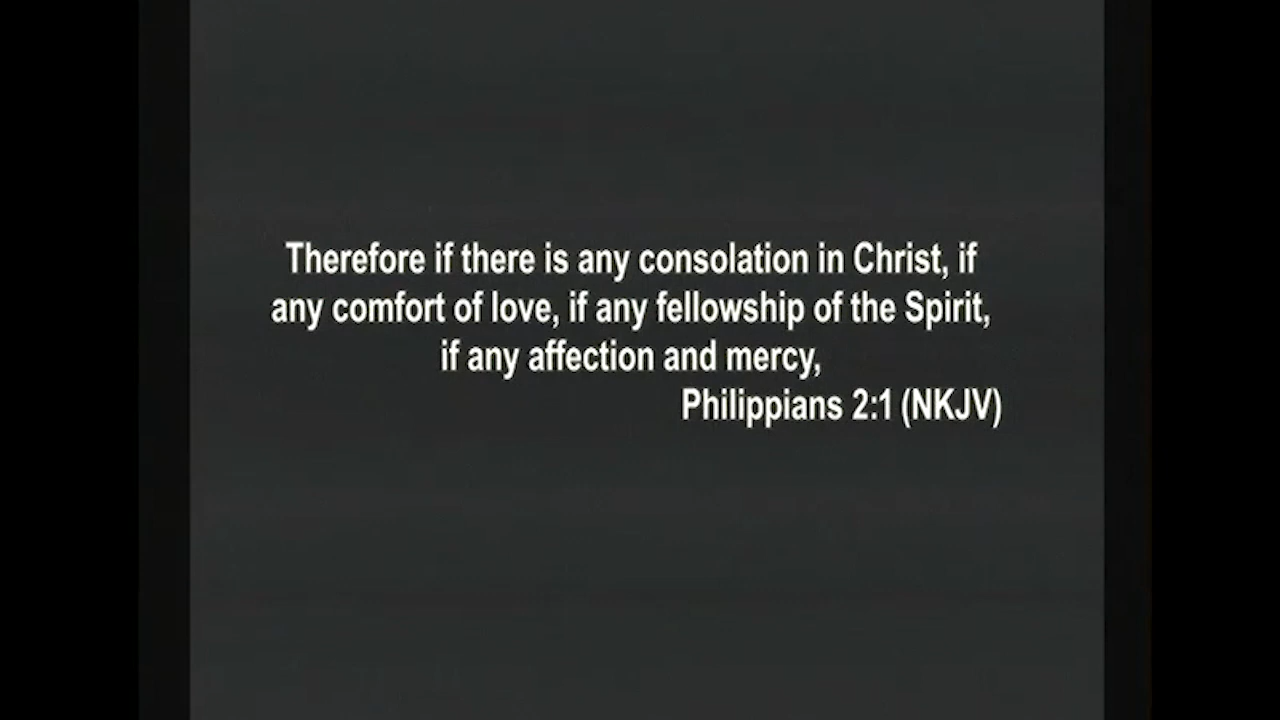 Therefore if there is any consolation in Christ, if
any comfort of love, if any fellowship of the Spirit,
if any affection and mercy,
Philippians 2:1 (NKJV)